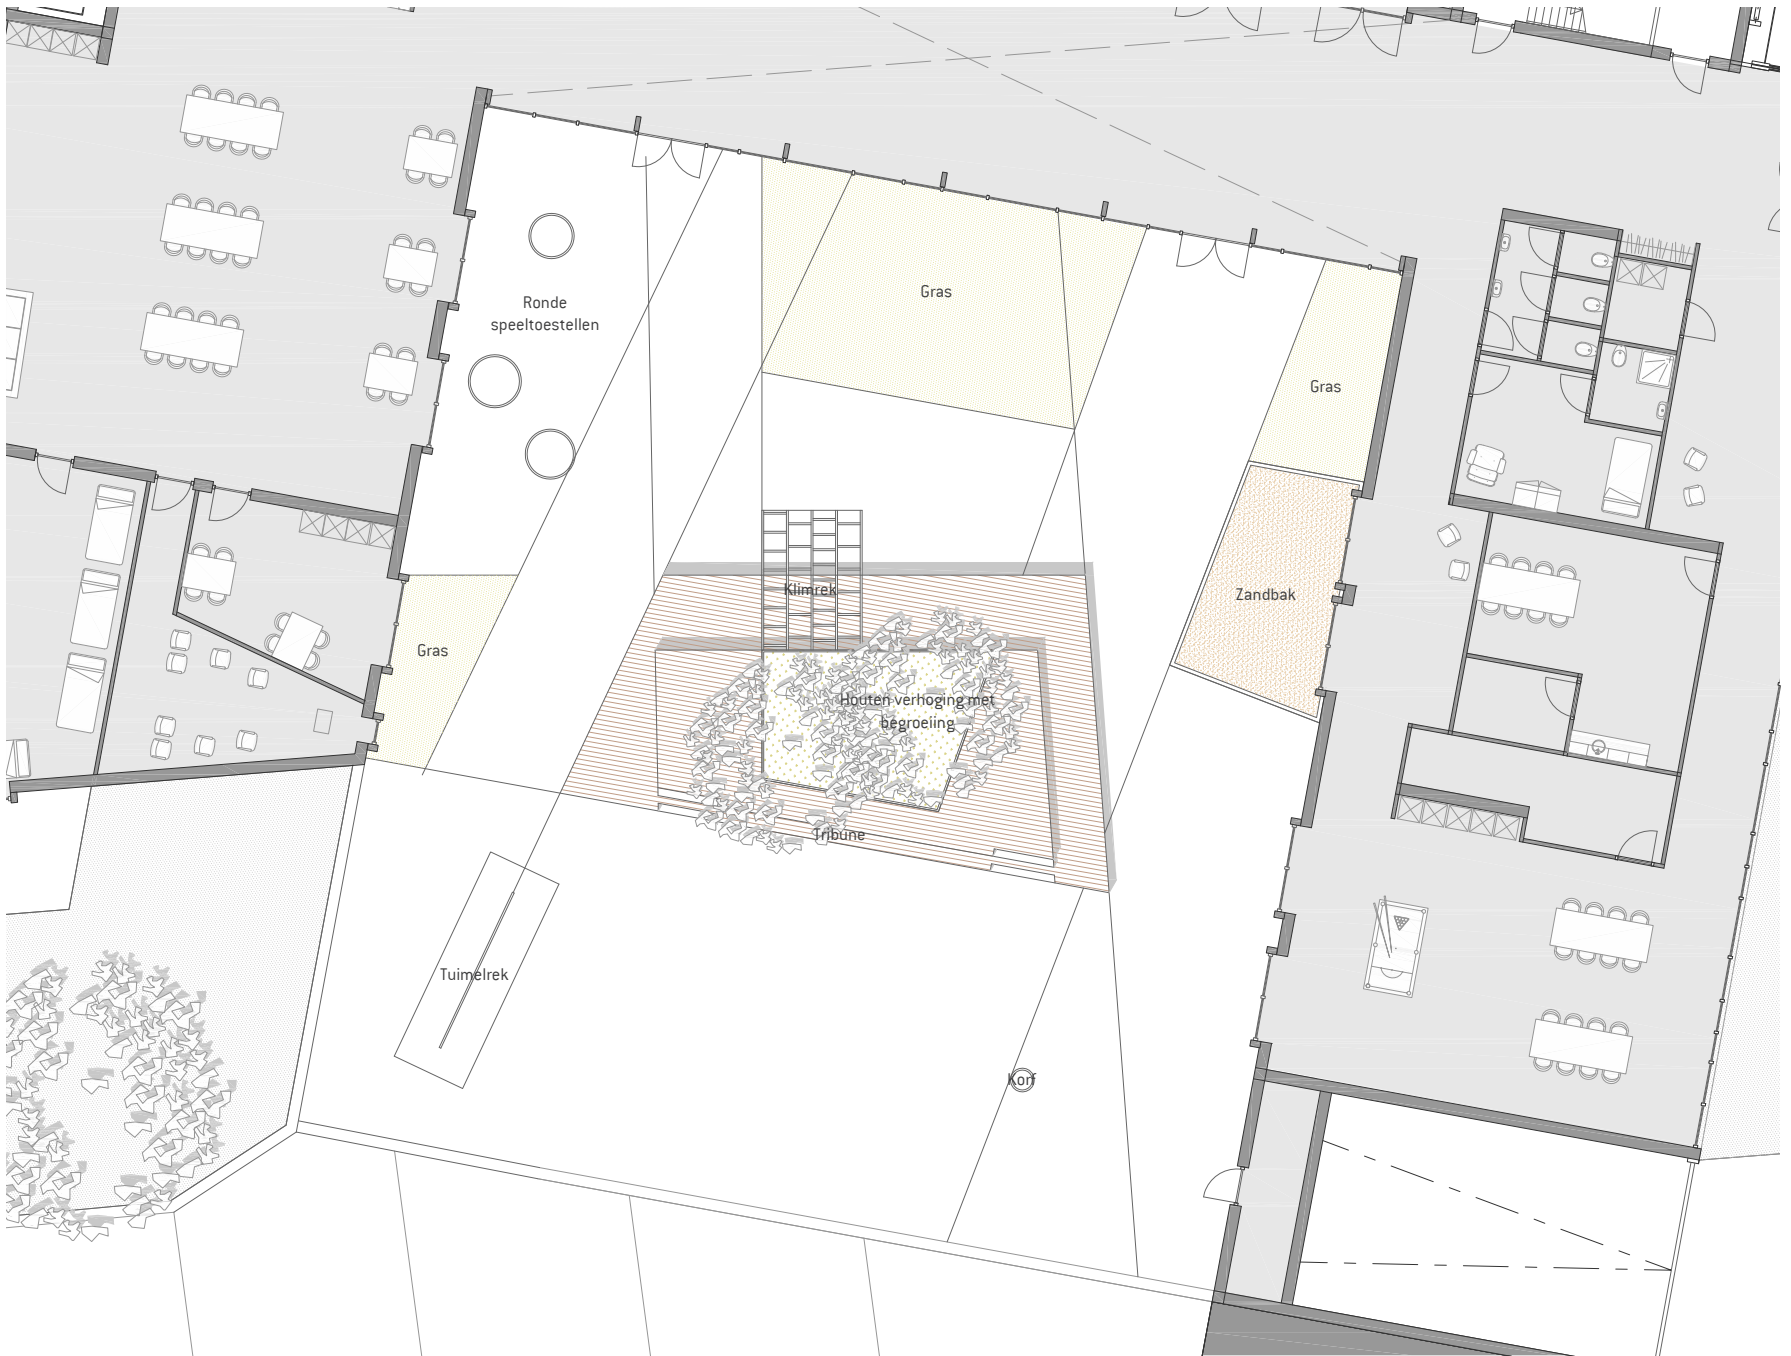 Ronde
speeltoestellen
Gras
Gras
Klimrek
Zandbak
Gras
Houten verhoging met
begroeiing
Tribune
Tuimelrek
Korf